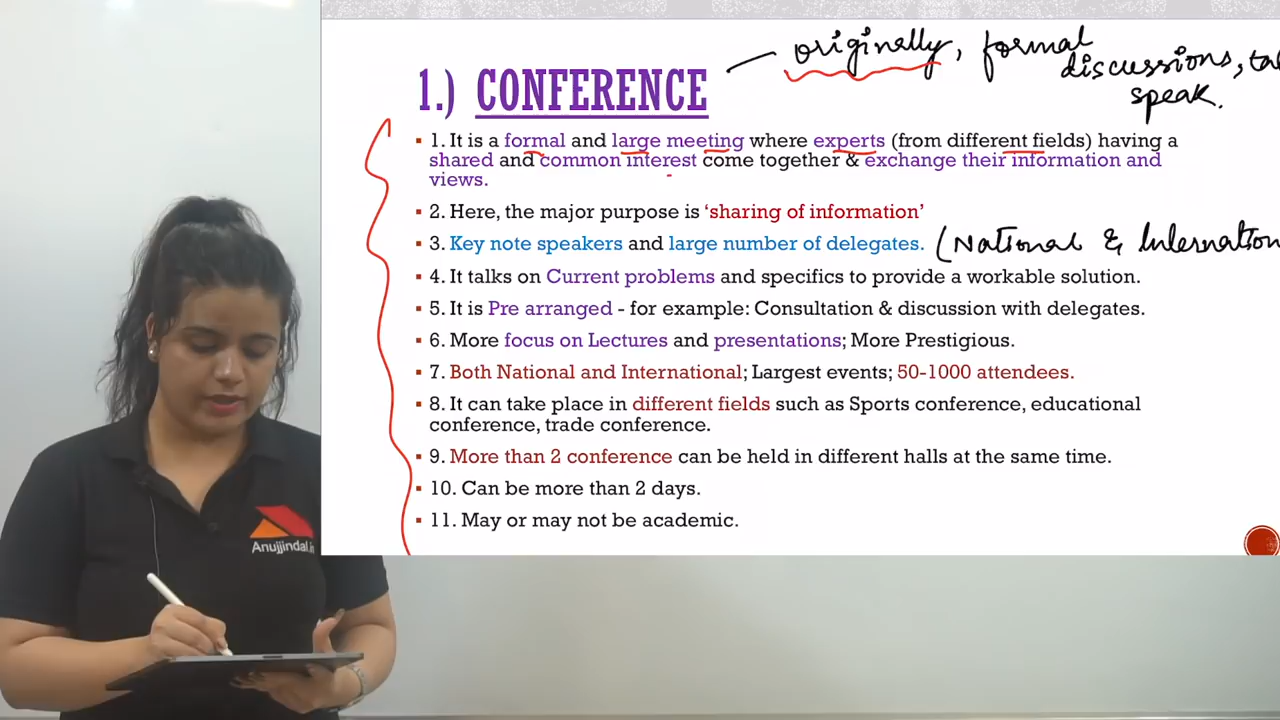 originally, formal
discussions,
speak.
1.) CONFERENCE
1. It is a formal and large meeting where experts (from different fields) having a
shared and common interest come together & exchange their information and
views.
2. Here, the major purpose is ‘sharing of information’
3. Key note speakers and large number of delegates. (National &
4. It talks on Current problems and specifics to provide a workable solution.
5. It is Pre arranged - for example: Consultation & discussion with delegates.
6. More focus on Lectures and presentations; More Prestigious.
7. Both National and International; Largest events; 50-1000 attendees.
8. It can take place in different fields such as Sports conference, educational
conference, trade conference.
9. More than 2 conference can be held in different halls at the same time.
10. Can be more than 2 days.
11. May or may not be academic.
Anujjindal.in